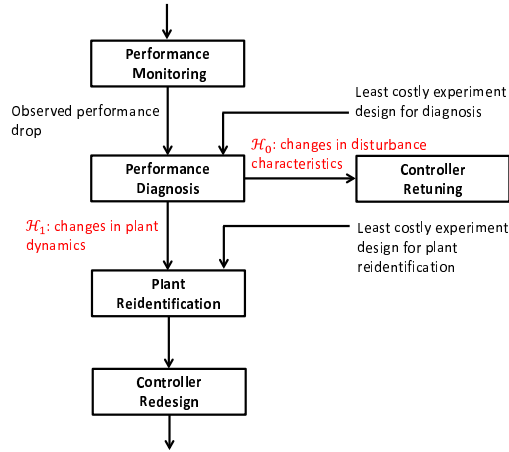 Performance
Monitoring
Observed performance
drop
Least costly experiment
design for diagnosis
Performance
Diagnosis
ℋ₀: changes in disturbance
characteristics
Controller
Retuning
ℋ₁: changes in plant
dynamics
Least costly experiment
design for plant
reidentification
Plant
Reidentification
Controller
Redesign